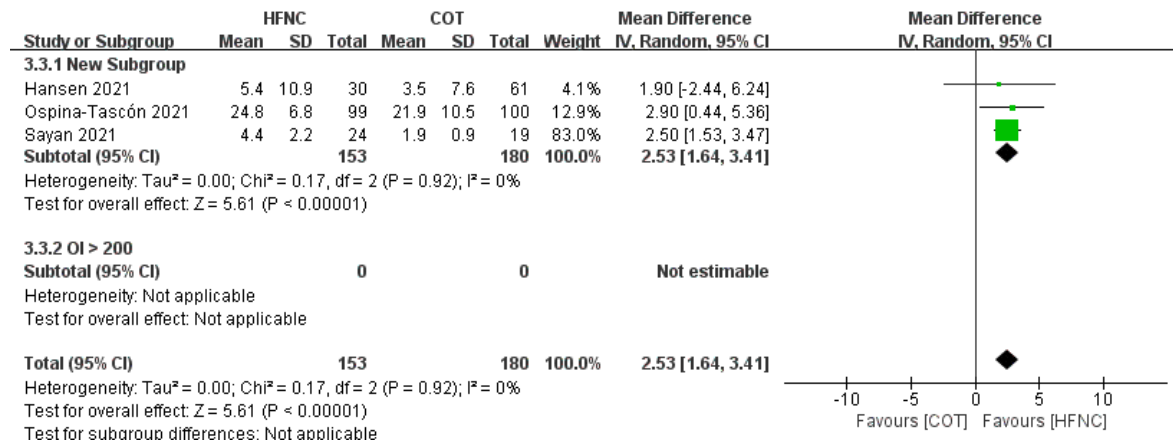 HFNC COT Mean Difference Mean Difference
Study or Subgroup Mean SD Total Mean SD Total Weight IV, Random, 95% CI IV, Random, 95% CI
3.3.1 New Subgroup
Hansen 2021 5.4 10.9 30 3.5 7.6 61 4.1% 1.90 [-2.44, 6.24]
Ospina-Tascón 2021 24.8 6.8 99 21.9 10.5 100 12.9% 2.90 [0.44, 5.36]
Sayan 2021 4.4 2.2 24 1.9 0.9 19 83.0% 2.50 [1.53, 3.47]
Subtotal (95% CI) 153 180 100.0% 2.53 [1.64, 3.41]
Heterogeneity: Tau² = 0.00; Chi² = 0.17, df = 2 (P = 0.92); I² = 0%
Test for overall effect: Z = 5.61 (P < 0.00001)
3.3.2 OI > 200
Subtotal (95% CI) 0 0 Not estimable
Heterogeneity: Not applicable
Test for overall effect: Not applicable
Total (95% CI) 153 180 100.0% 2.53 [1.64, 3.41]
Heterogeneity: Tau² = 0.00; Chi² = 0.17, df = 2 (P = 0.92); I² = 0%
Test for overall effect: Z = 5.61 (P < 0.00001)
Test for subgroup differences: Not applicable
-10 -5 0 5 10
Favours [COT] Favours [HFNC]